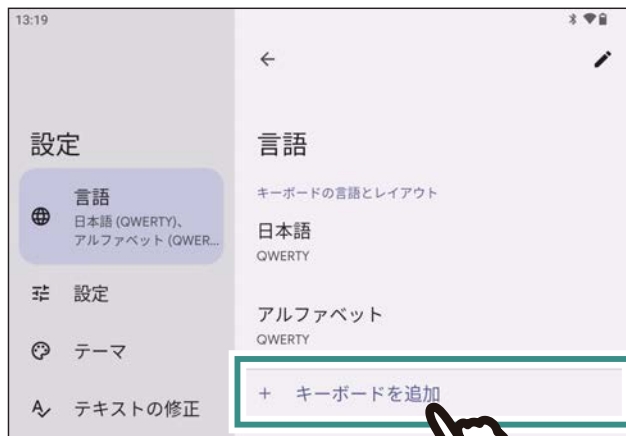 13:19
設定
言語
日本語 (QWERTY)、
アルファベット (QWER...
設定
テーマ
テキストの修正
言語
キーボードの言語とレイアウト
日本語
QWERTY
アルファベット
QWERTY
+ キーボードを追加